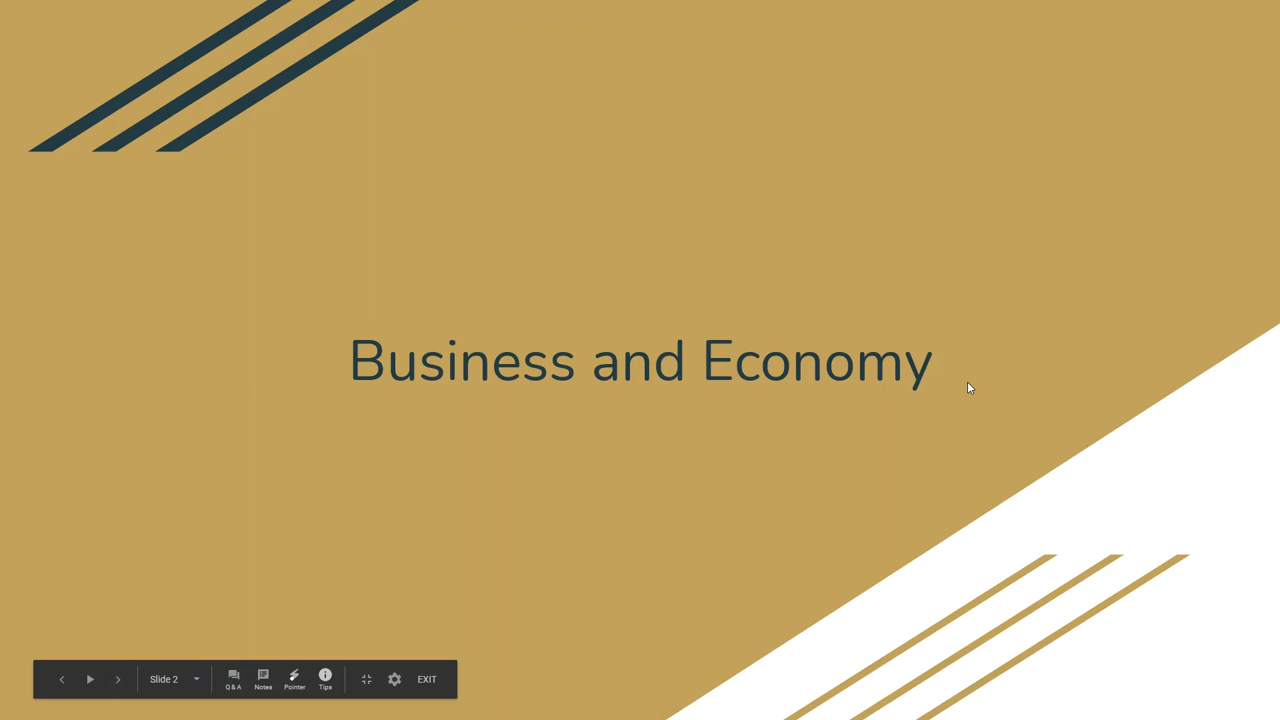 Business and Economy
Slide 2
Q&A
Notes
Pointer
Tips
EXIT